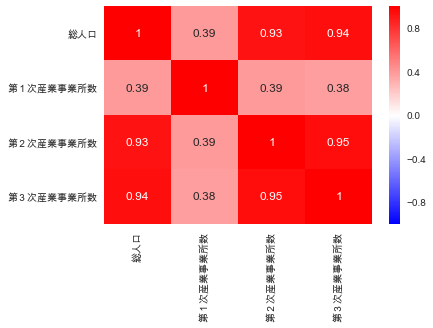 総人口 1 0.39 0.93 0.94
第1次産業事業所数 0.39 1 0.39 0.38
第2次産業事業所数 0.93 0.39 1 0.95
第3次産業事業所数 0.94 0.38 0.95 1
総人口
第1次産業事業所数
第2次産業事業所数
第3次産業事業所数
0.8
0.4
0.0
−0.4
−0.8